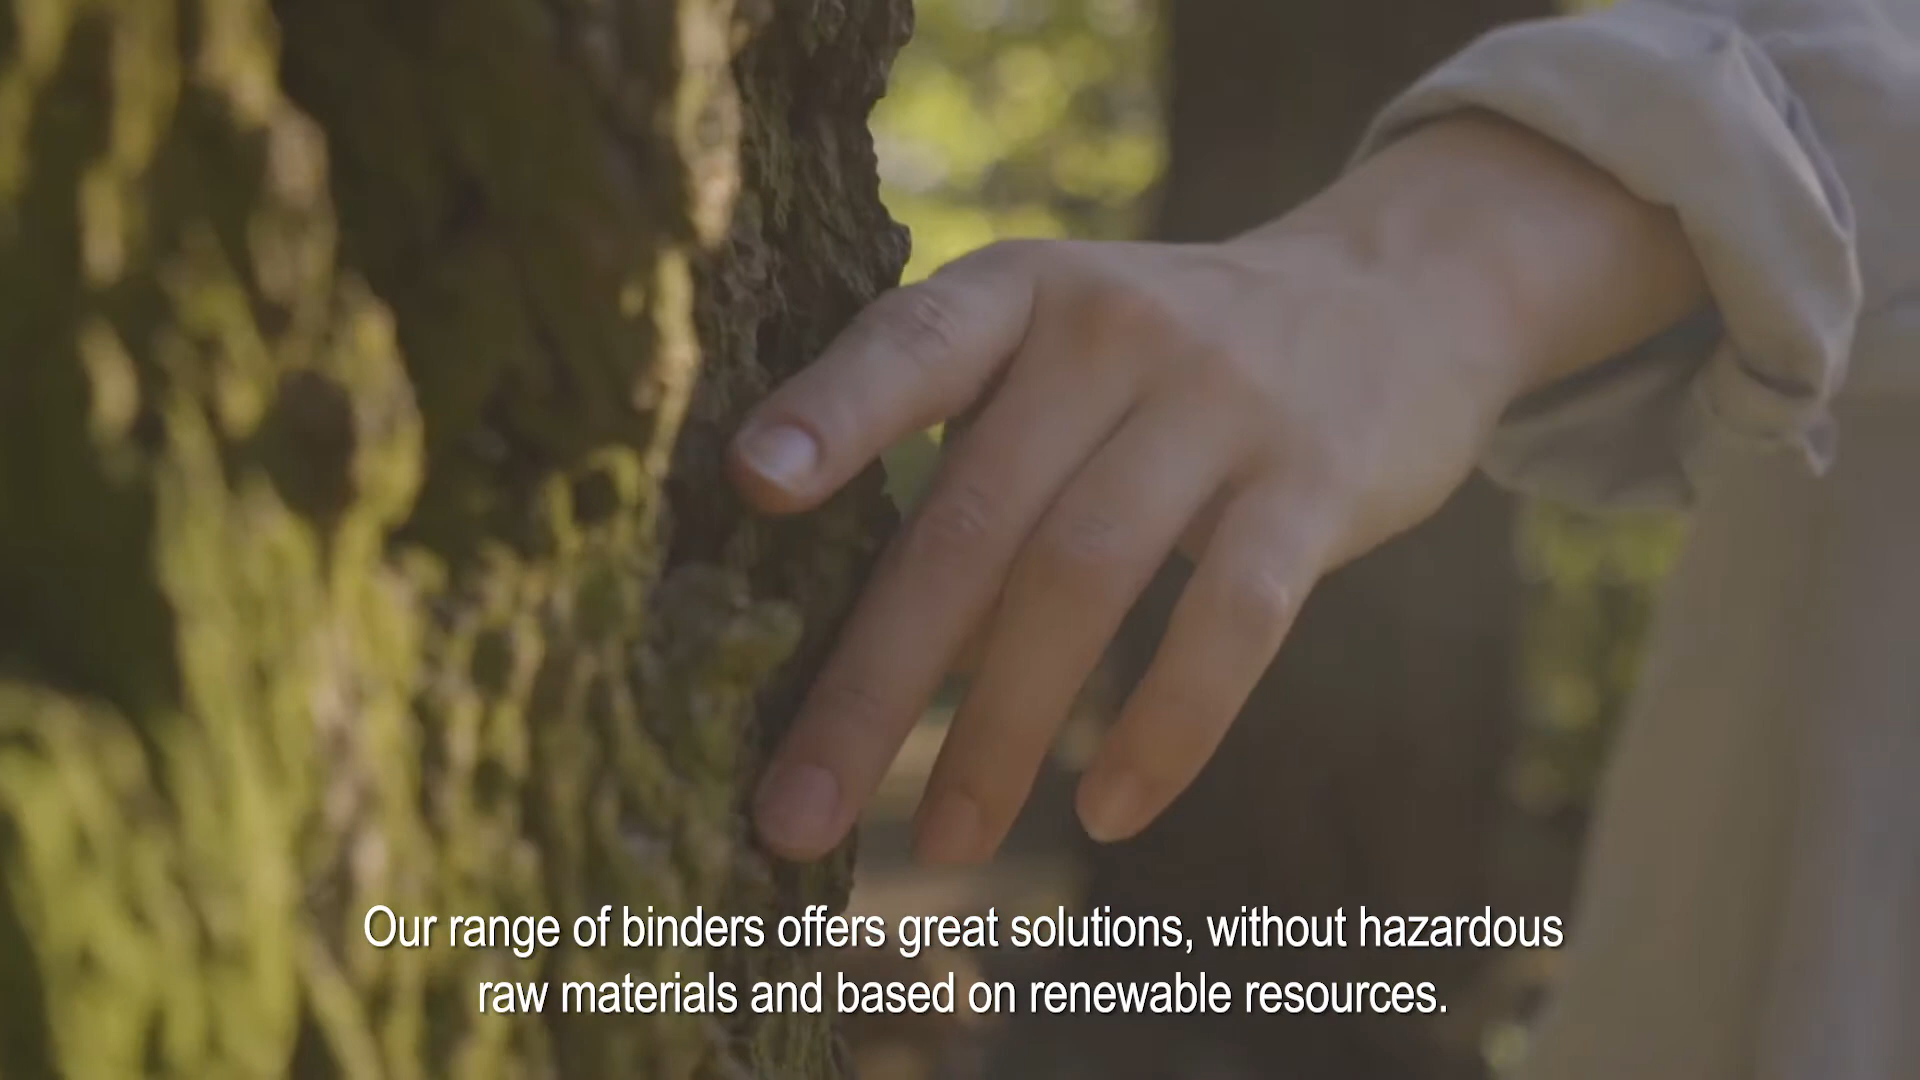 Our range of binders offers great solutions, without hazardous
raw materials and based on renewable resources.